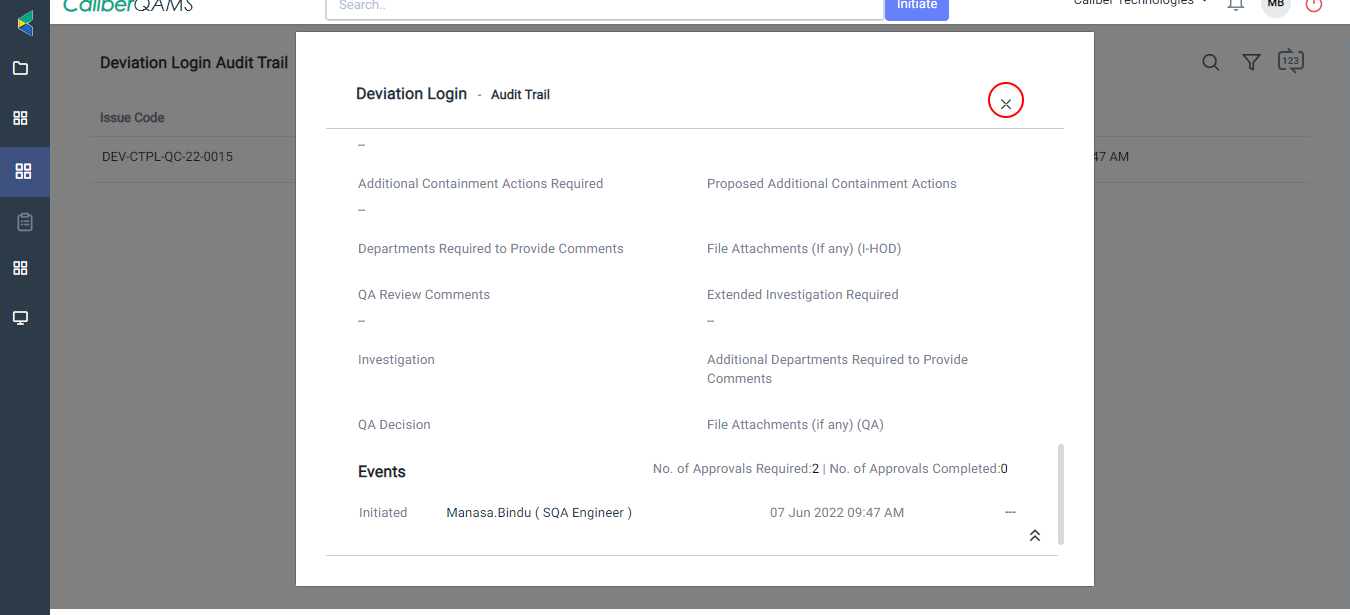 CaliberQAMS
Search..
Initiate
Caliber Technologies
MB
Deviation Login Audit Trail
123
Issue Code
DEV-CTPL-QC-22-0015
47 AM
Deviation Login - Audit Trail
--
Additional Containment Actions Required
Proposed Additional Containment Actions
--
Departments Required to Provide Comments
File Attachments (If any) (I-HOD)
QA Review Comments
Extended Investigation Required
--
--
Investigation
Additional Departments Required to Provide
Comments
QA Decision
File Attachments (if any) (QA)
Events
No. of Approvals Required:2 | No. of Approvals Completed:0
Initiated
Manasa.Bindu ( SQA Engineer )
07 Jun 2022 09:47 AM
---